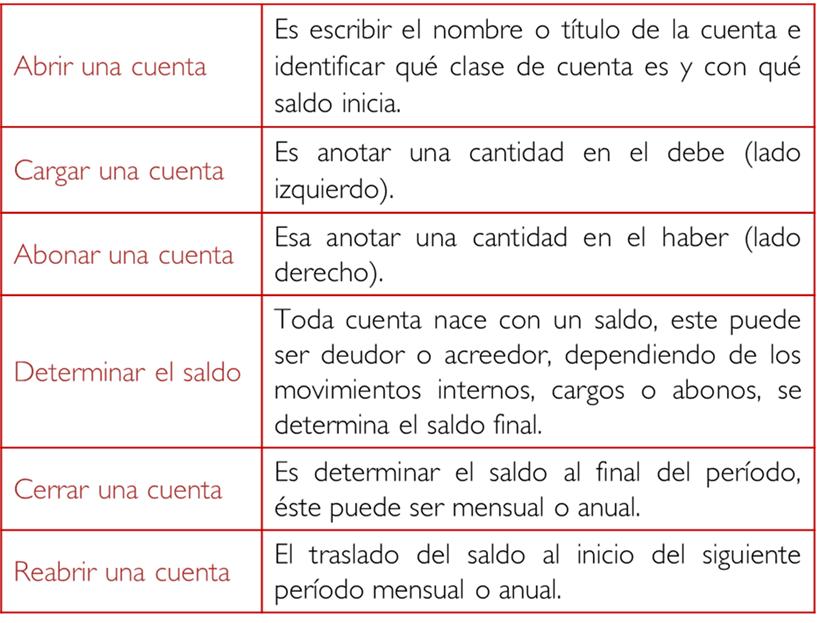 Abrir una cuenta
Es escribir el nombre o título de la cuenta e
identificar qué clase de cuenta es y con qué
saldo inicia.
Cargar una cuenta
Es anotar una cantidad en el debe (lado
izquierdo).
Abonar una cuenta
Esa anotar una cantidad en el haber (lado
derecho).
Determinar el saldo
Toda cuenta nace con un saldo, este puede
ser deudor o acreedor, dependiendo de los
movimientos internos, cargos o abonos, se
determina el saldo final.
Cerrar una cuenta
Es determinar el saldo al final del período,
éste puede ser mensual o anual.
Reabrir una cuenta
El traslado del saldo al inicio del siguiente
período mensual o anual.